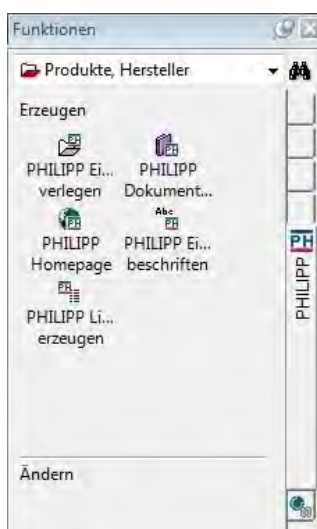 Funktionen
Produkte, Hersteller
Erzeugen
PHILIPP Ei... verlegen
PHILIPP Dokument...
PHILIPP Homepage
Abc
PHILIPP Ei... beschriften
PHILIPP Li... erzeugen
PH
PHILIPP
Ändern